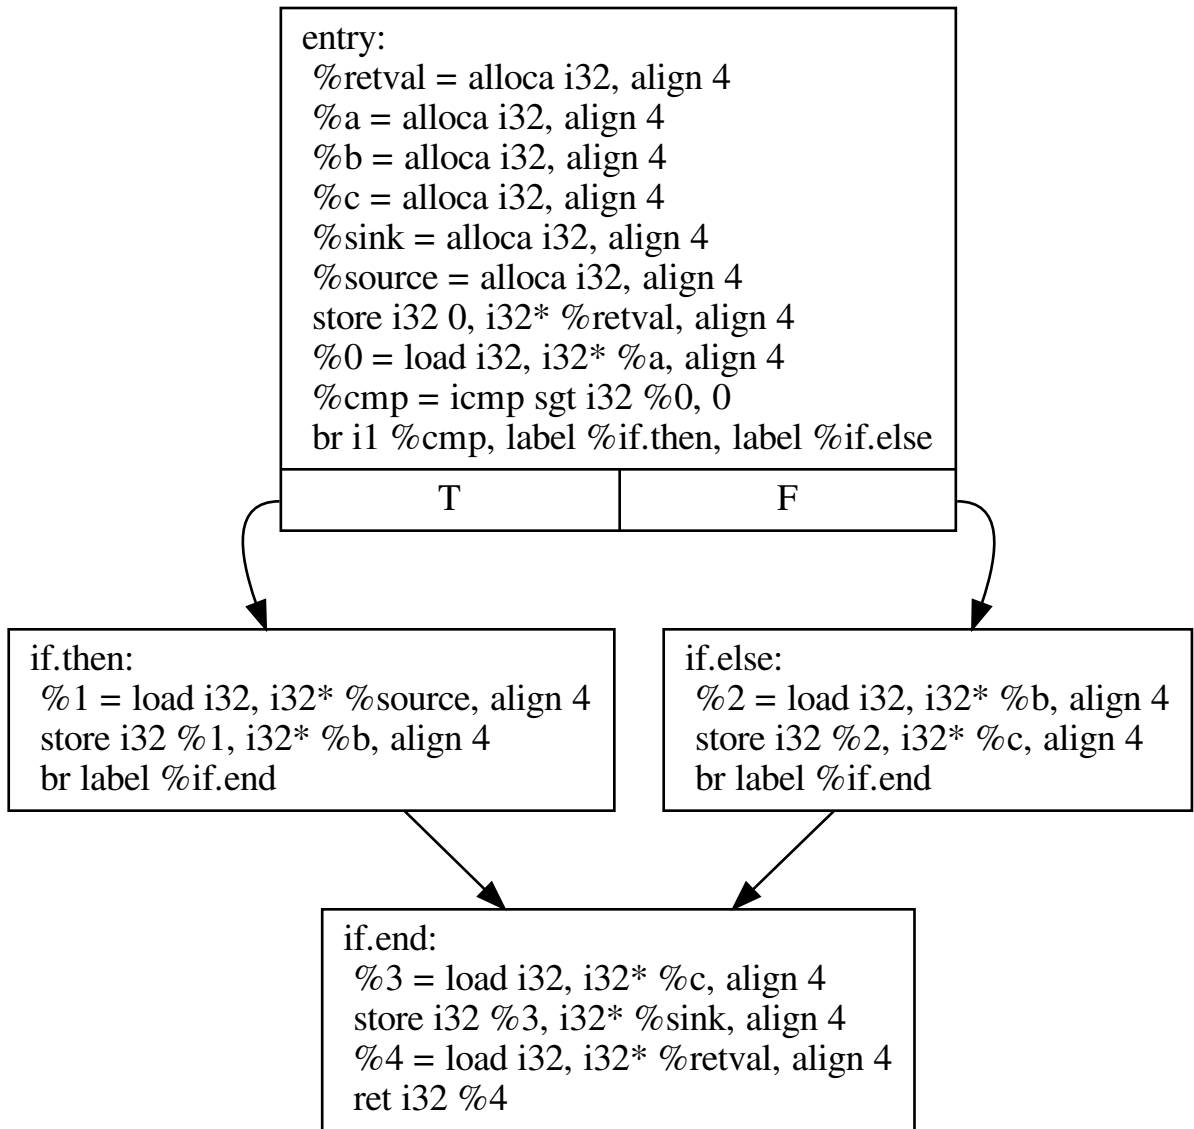 entry:
%retval = alloca i32, align 4
%a = alloca i32, align 4
%b = alloca i32, align 4
%c = alloca i32, align 4
%sink = alloca i32, align 4
%source = alloca i32, align 4
store i32 0, i32* %retval, align 4
%0 = load i32, i32* %a, align 4
%cmp = icmp sgt i32 %0, 0
br i1 %cmp, label %if.then, label %if.else
T
F
if.then:
%1 = load i32, i32* %source, align 4
store i32 %1, i32* %b, align 4
br label %if.end
if.else:
%2 = load i32, i32* %b, align 4
store i32 %2, i32* %c, align 4
br label %if.end
if.end:
%3 = load i32, i32* %c, align 4
store i32 %3, i32* %sink, align 4
%4 = load i32, i32* %retval, align 4
ret i32 %4